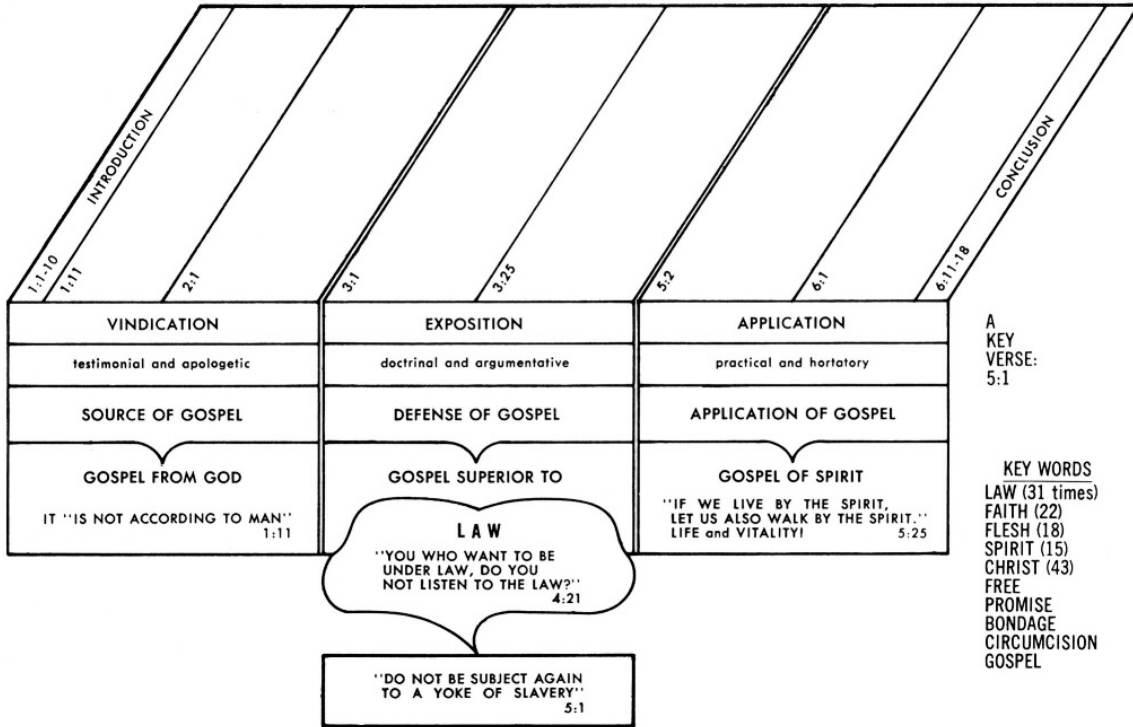 INTRODUCTION
CONCLUSION
1:1-10
1:11
2:1
3:1
3:25
5:2
6:1
6:11-18
VINDICATION
EXPOSITION
APPLICATION
testimonial and apologetic
doctrinal and argumentative
practical and hortatory
SOURCE OF GOSPEL
DEFENSE OF GOSPEL
APPLICATION OF GOSPEL
GOSPEL FROM GOD
IT "IS NOT ACCORDING TO MAN"
1:11
GOSPEL SUPERIOR TO
LAW
"YOU WHO WANT TO BE
UNDER LAW, DO YOU
NOT LISTEN TO THE LAW?"
4:21
"DO NOT BE SUBJECT AGAIN
TO A YOKE OF SLAVERY"
5:1
GOSPEL OF SPIRIT
"IF WE LIVE BY THE SPIRIT,
LET US ALSO WALK BY THE SPIRIT."
LIFE and VITALITY! 5:25
A
KEY
VERSE:
5:1
KEY WORDS
LAW (31 times)
FAITH (22)
FLESH (18)
SPIRIT (15)
CHRIST (43)
FREE
PROMISE
BONDAGE
CIRCUMCISION
GOSPEL